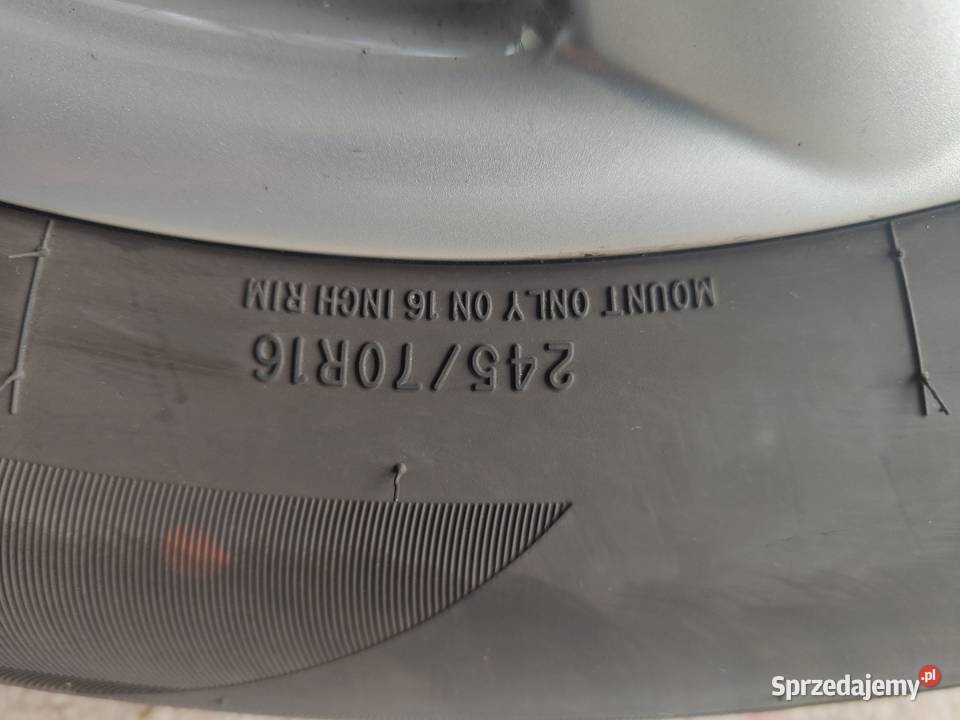 245/70R16
MOUNT ONLY ON 16 INCH RIM
Sprzedajemy.pl